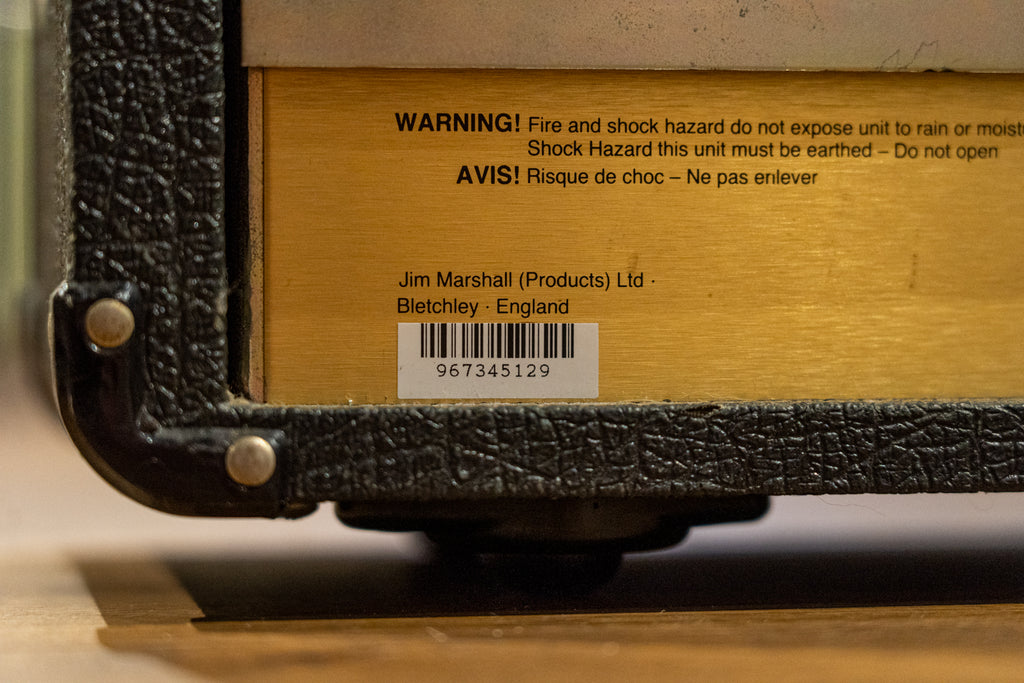 WARNING! Fire and shock hazard do not expose unit to rain or moist
Shock Hazard this unit must be earthed – Do not open
AVIS! Risque de choc – Ne pas enlever
Jim Marshall (Products) Ltd ·
Bletchley · England
967345129